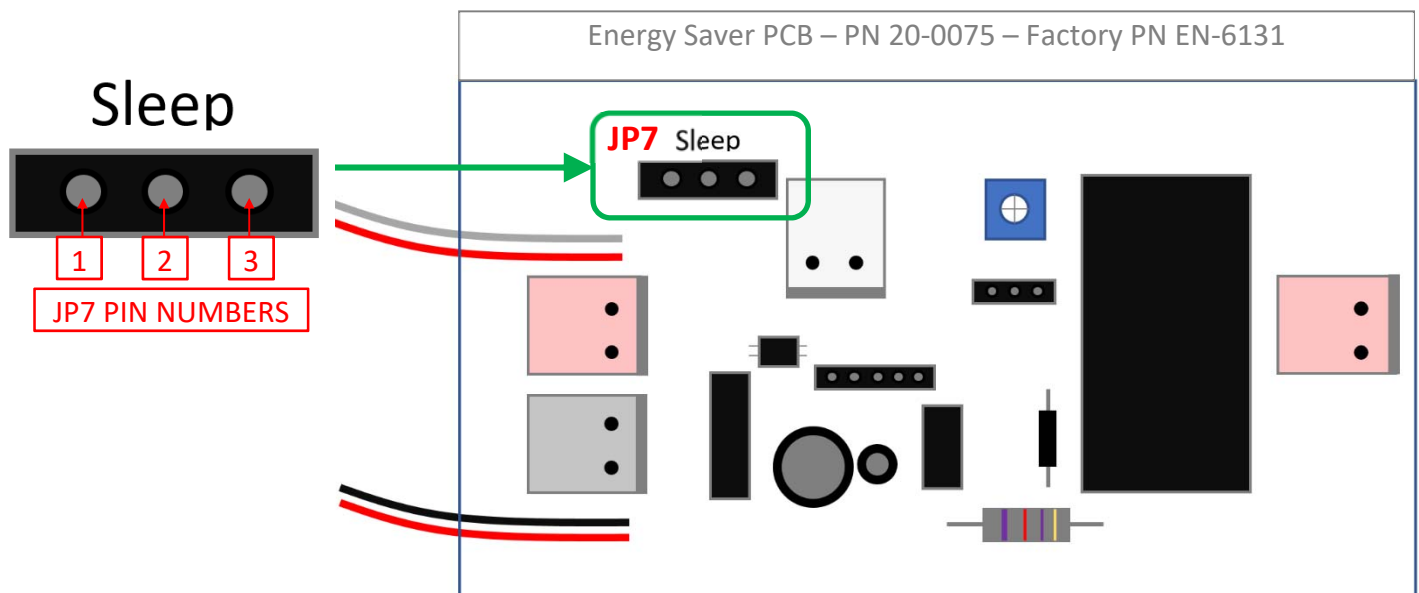 Energy Saver PCB – PN 20-0075 – Factory PN EN-6131
Sleep
1 2 3
JP7 PIN NUMBERS
JP7 Sleep